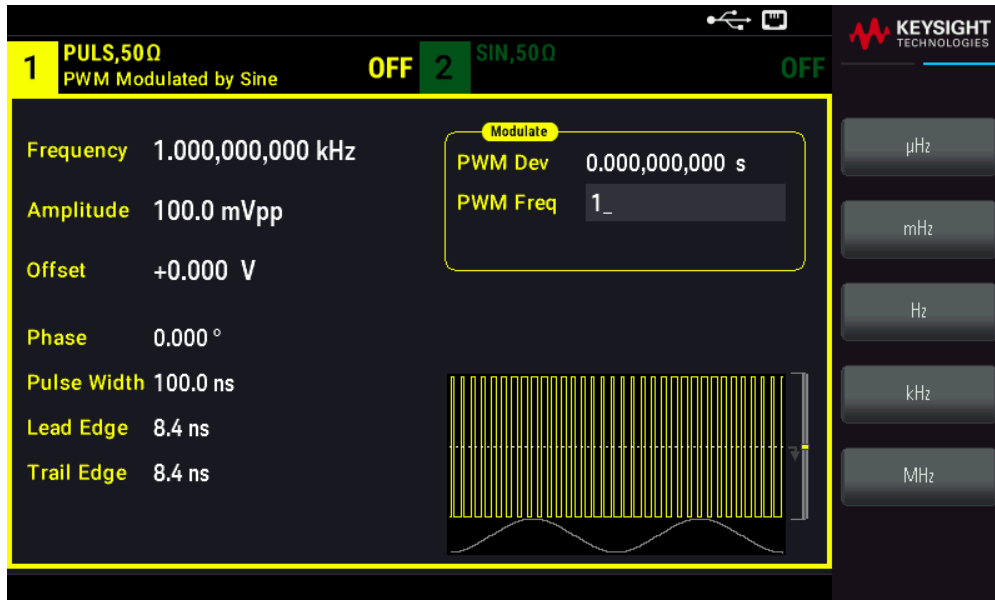 KEYSIGHT
TECHNOLOGIES
1 PULS,50Ω OFF
PWM Modulated by Sine
2 SIN,50Ω OFF
Frequency 1.000,000,000 kHz
Amplitude 100.0 mVpp
Offset +0.000 V
Phase 0.000 °
Pulse Width 100.0 ns
Lead Edge 8.4 ns
Trail Edge 8.4 ns
Modulate
PWM Dev 0.000,000,000 s
PWM Freq 1_
µHz
mHz
Hz
kHz
MHz